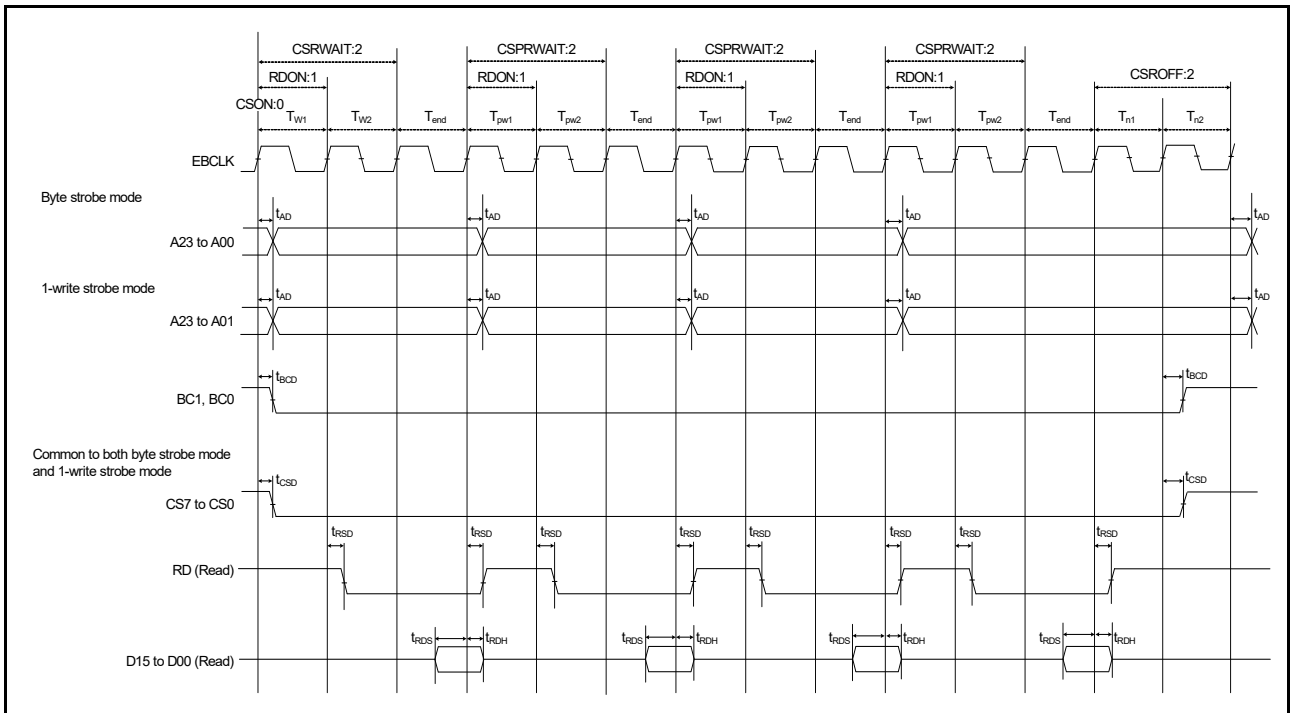 CSRWAIT:2 CSPRWAIT:2 CSPRWAIT:2 CSPRWAIT:2
RDON:1 RDON:1 RDON:1 RDON:1 CSROFF:2
CSON:0
TW1 TW2 Tend Tpw1 Tpw2 Tend Tpw1 Tpw2 Tend Tpw1 Tpw2 Tend Tn1 Tn2
EBCLK
Byte strobe mode
tAD tAD tAD tAD tAD
A23 to A00
1-write strobe mode
tAD tAD tAD tAD tAD
A23 to A01
tBCD tBCD
BC1, BC0
Common to both byte strobe mode
and 1-write strobe mode
tCSD tCSD
CS7 to CS0
tRSD tRSD tRSD tRSD tRSD tRSD tRSD tRSD
RD (Read)
tRDS tRDH tRDS tRDH tRDS tRDH tRDS tRDH
D15 to D00 (Read)